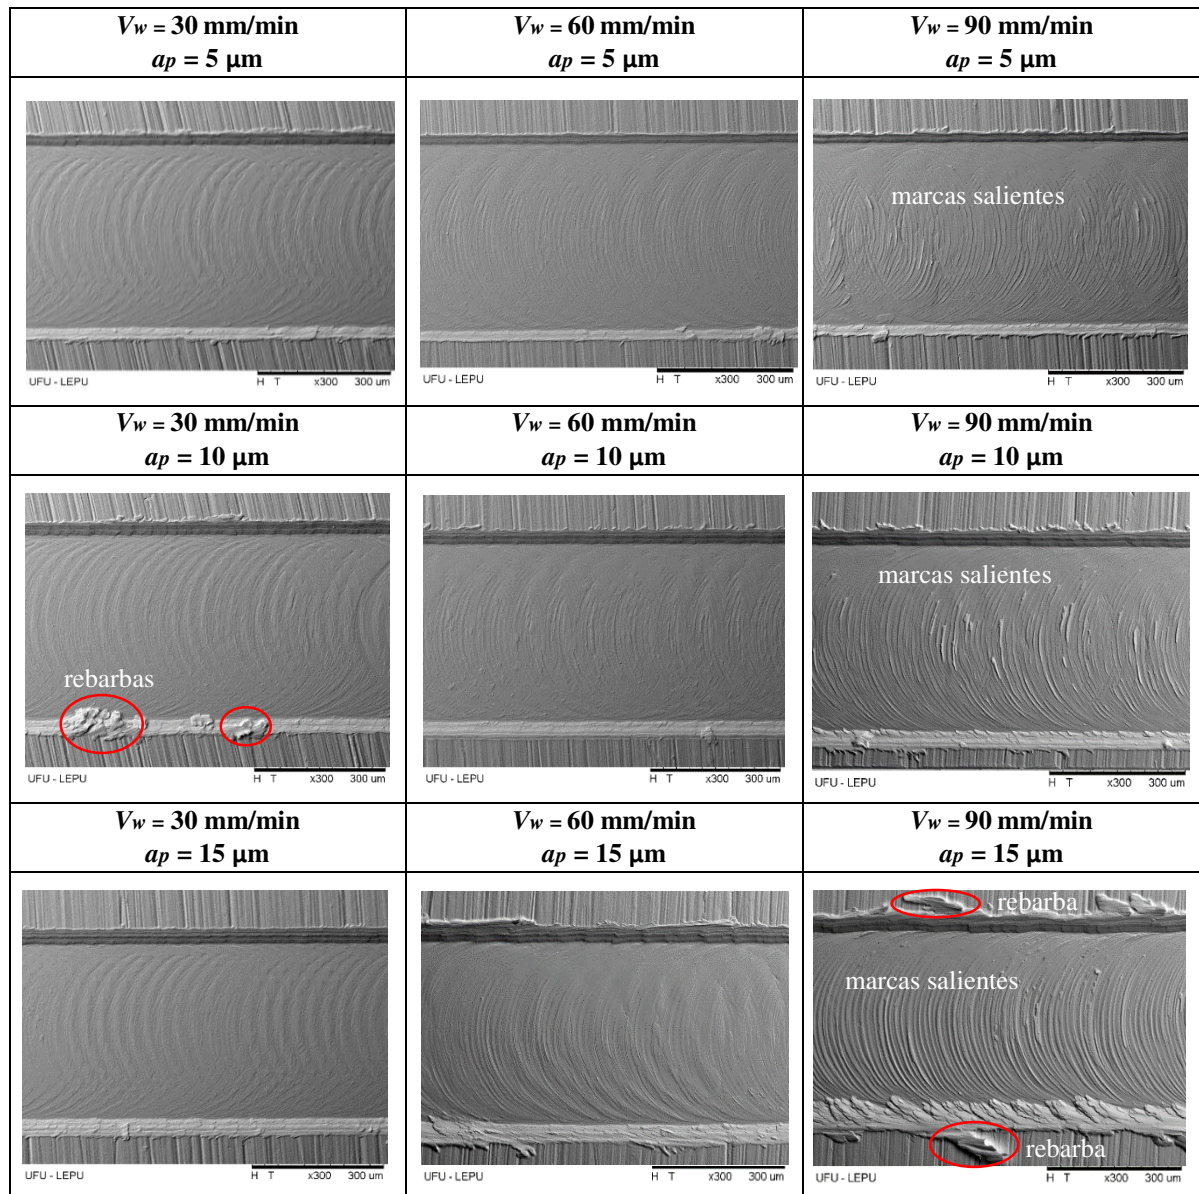 Vw = 30 mm/min
ap = 5 µm
Vw = 60 mm/min
ap = 5 µm
Vw = 90 mm/min
ap = 5 µm
marcas salientes
UFU - LEPU
H T x300 300 um
H T x300 300 um
UFU - LEPU
H T x300 300 um
Vw = 30 mm/min
ap = 10 µm
Vw = 60 mm/min
ap = 10 µm
Vw = 90 mm/min
ap = 10 µm
rebarbas
marcas salientes
UFU - LEPU
H T x300 300 um
UFU - LEPU
H T x300 300 um
UFU - LEPU
H T x300 300 um
Vw = 30 mm/min
ap = 15 µm
Vw = 60 mm/min
ap = 15 µm
Vw = 90 mm/min
ap = 15 µm
rebarba
marcas salientes
rebarba
UFU - LEPU
H T x300 300 um
UFU - LEPU
H T x300 300 um
UFU - LEPU
H T x300 300 um